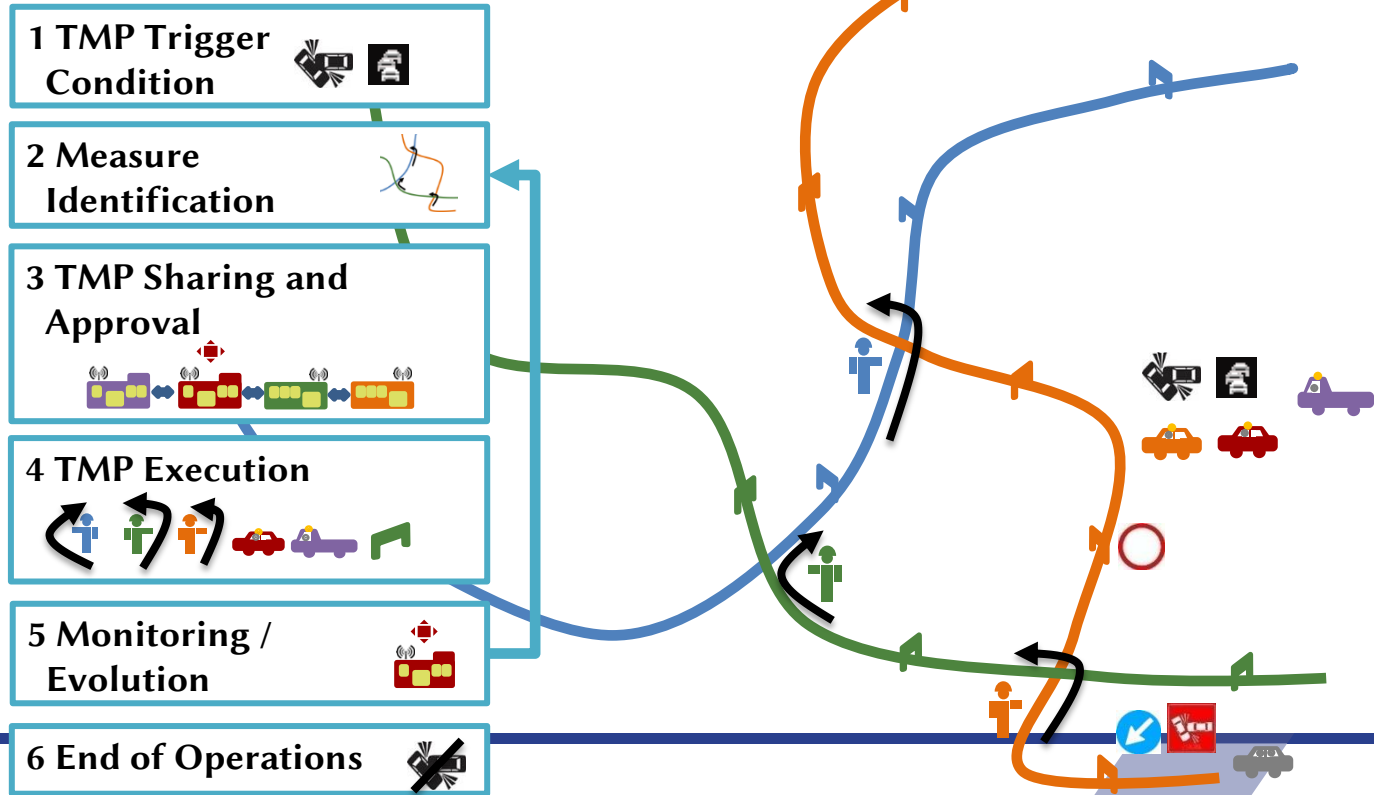 1 TMP Trigger
Condition
2 Measure
Identification
3 TMP Sharing and
Approval
4 TMP Execution
5 Monitoring /
Evolution
6 End of Operations